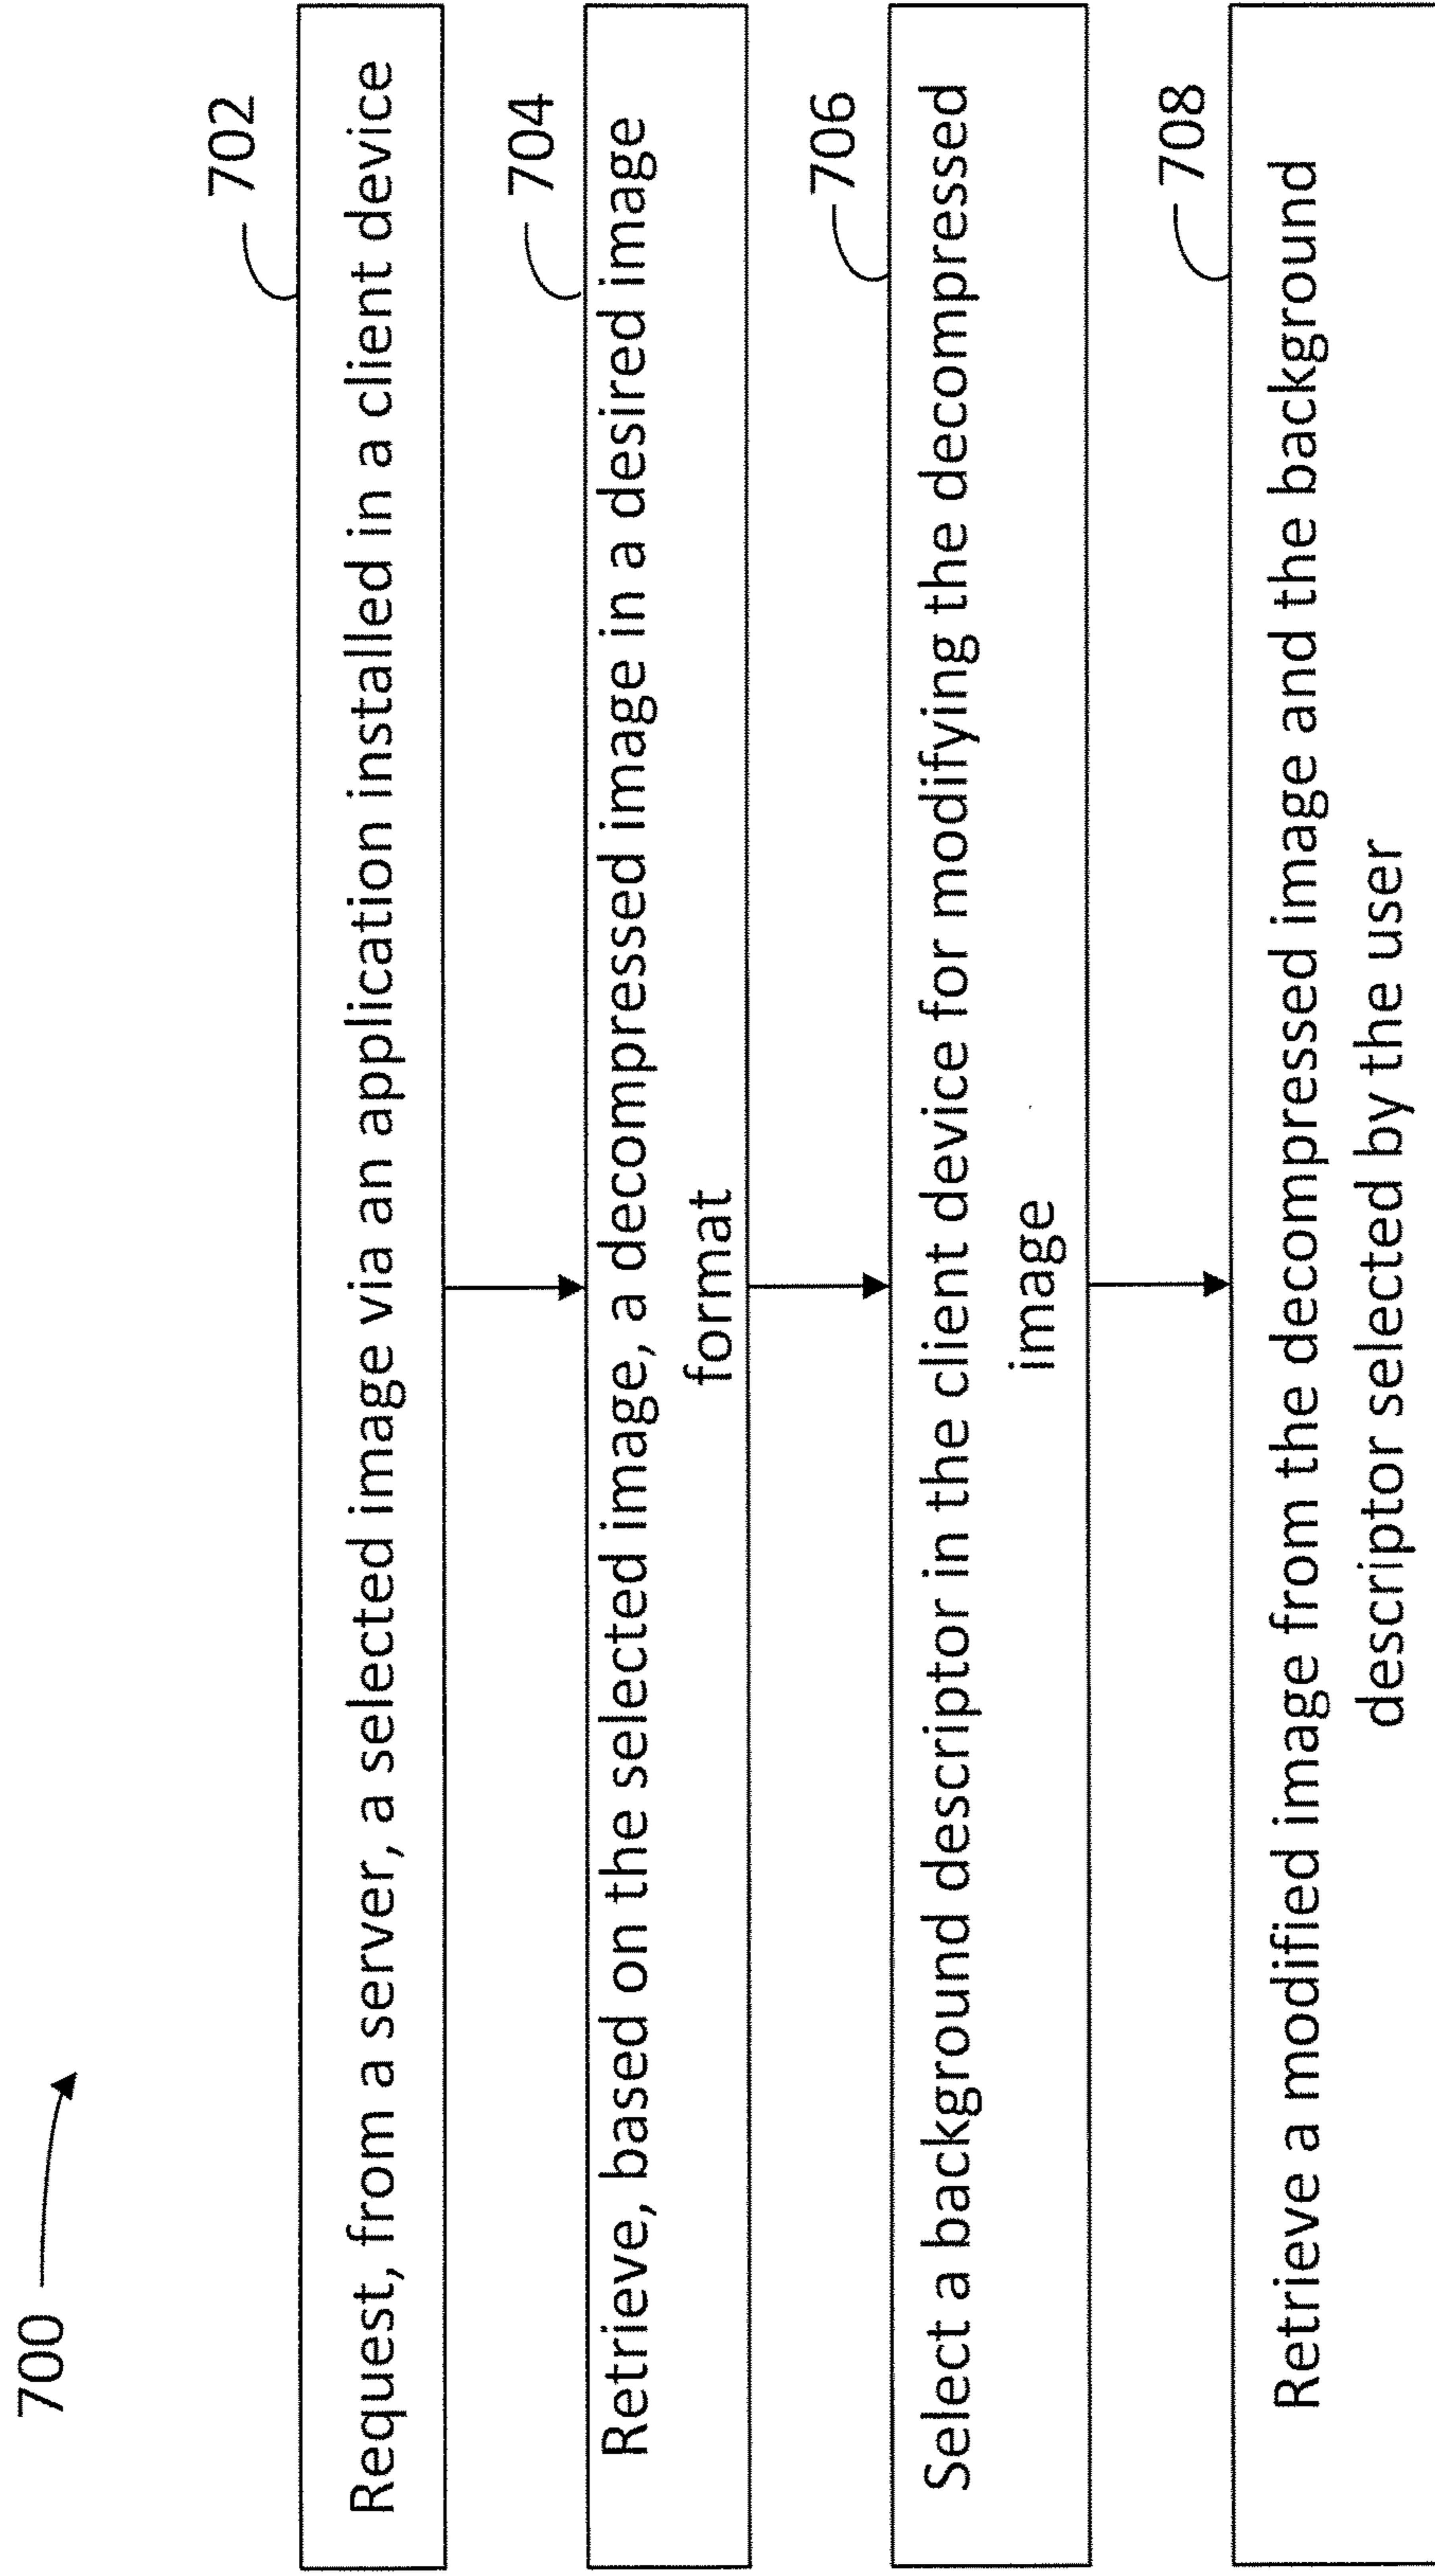 700
702
Request, from a server, a selected image via an application installed in a client device
704
Retrieve, based on the selected image, a decompressed image in a desired image
format
706
Select a background descriptor in the client device for modifying the decompressed
image
708
Retrieve a modified image from the decompressed image and the background
descriptor selected by the user